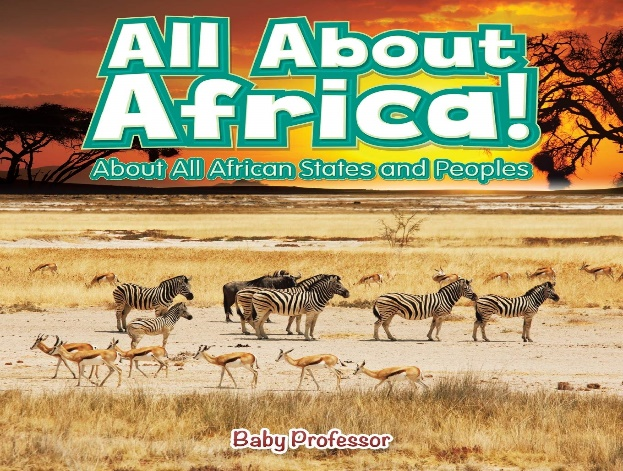 All About
Africa!
About All African States and Peoples
Baby Professor